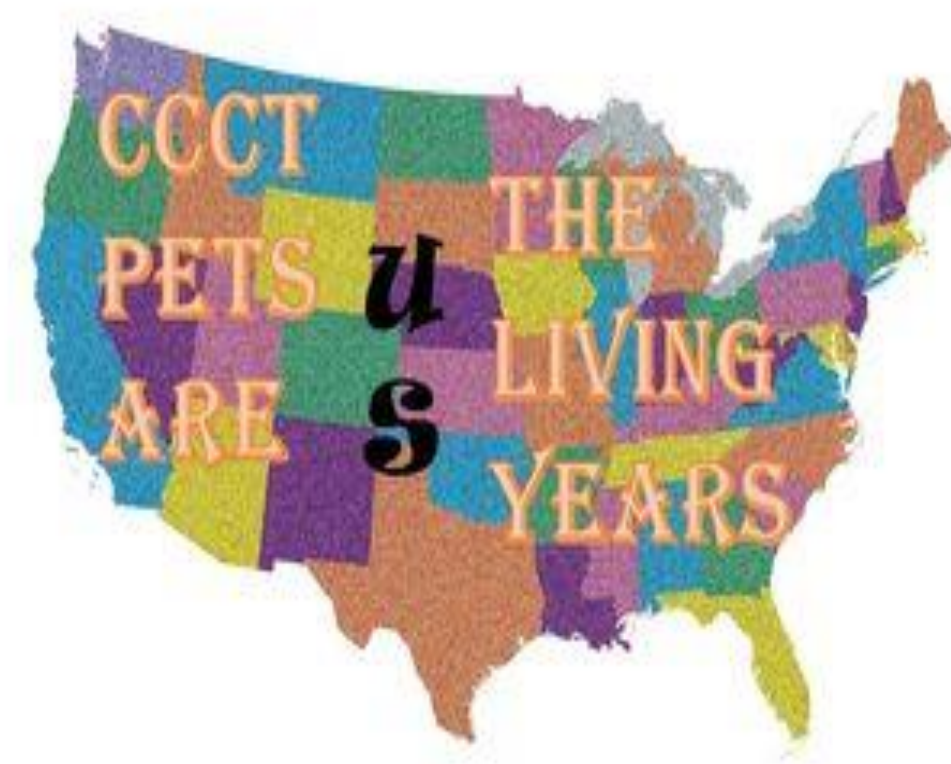 CCCT
PETS
ARE
u
s
THE
LIVING
YEARS